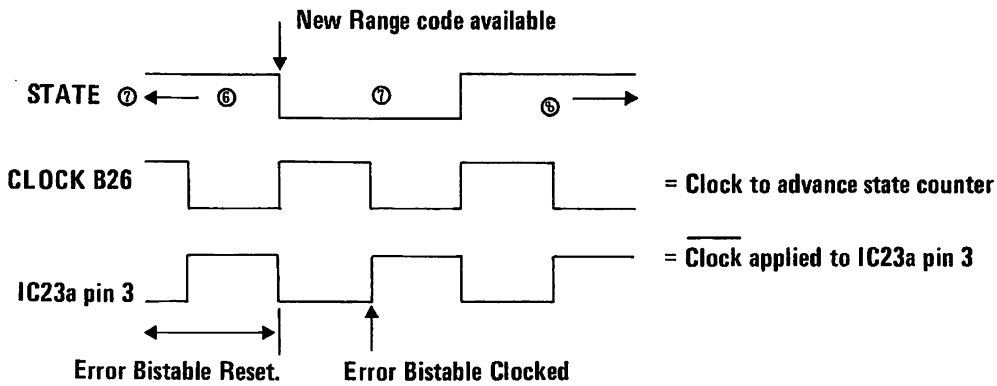 New Range code available
STATE ⑦ ⑥ ⑦ ⑧
CLOCK B26
= Clock to advance state counter
IC23a pin 3
= Clock applied to IC23a pin 3
Error Bistable Reset.
Error Bistable Clocked